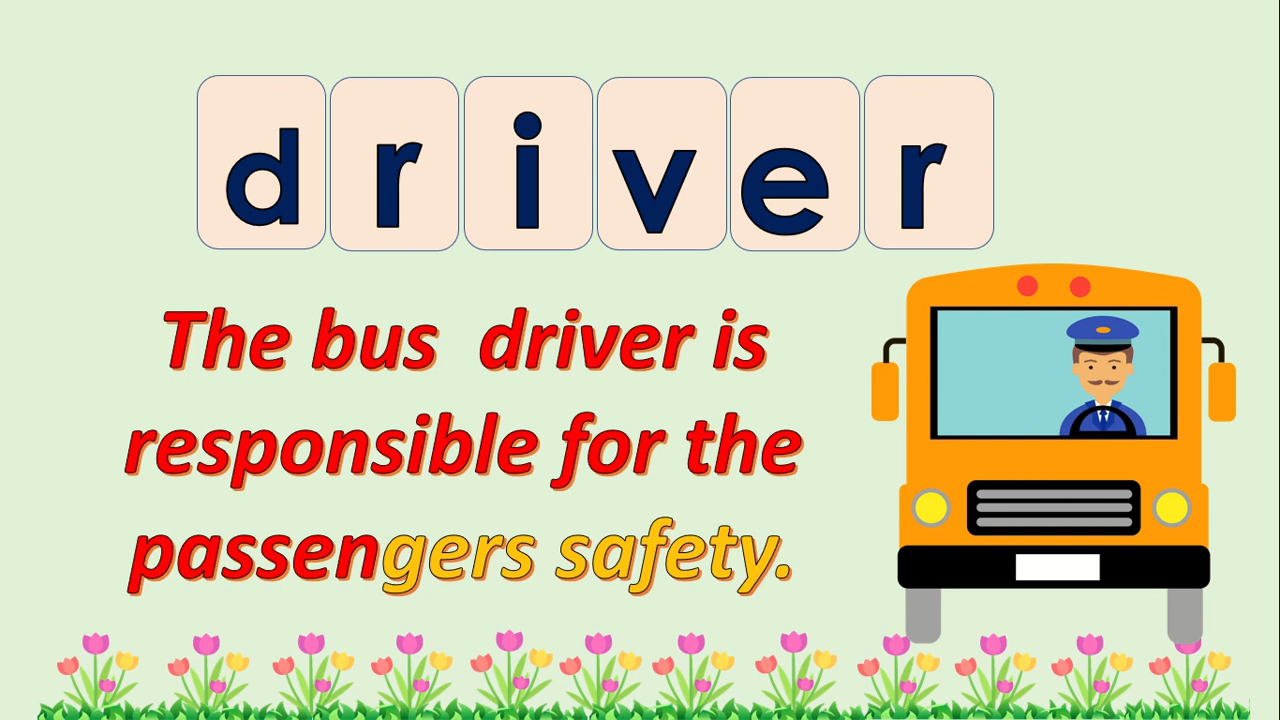 driver
The bus  driver is
responsible for the
passengers safety.